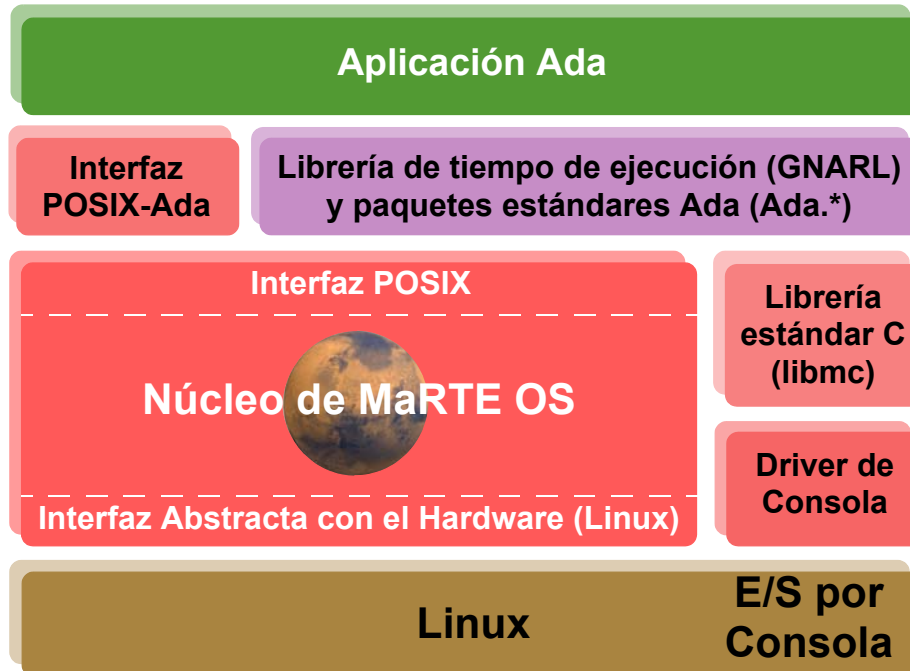 Aplicación Ada
Interfaz
POSIX-Ada
Librería de tiempo de ejecución (GNARL)
y paquetes estándares Ada (Ada.*)
Interfaz POSIX
Núcleo de MaRTE OS
Interfaz Abstracta con el Hardware (Linux)
Librería
estándar C
(libmc)
Driver de
Consola
Linux
E/S por
Consola